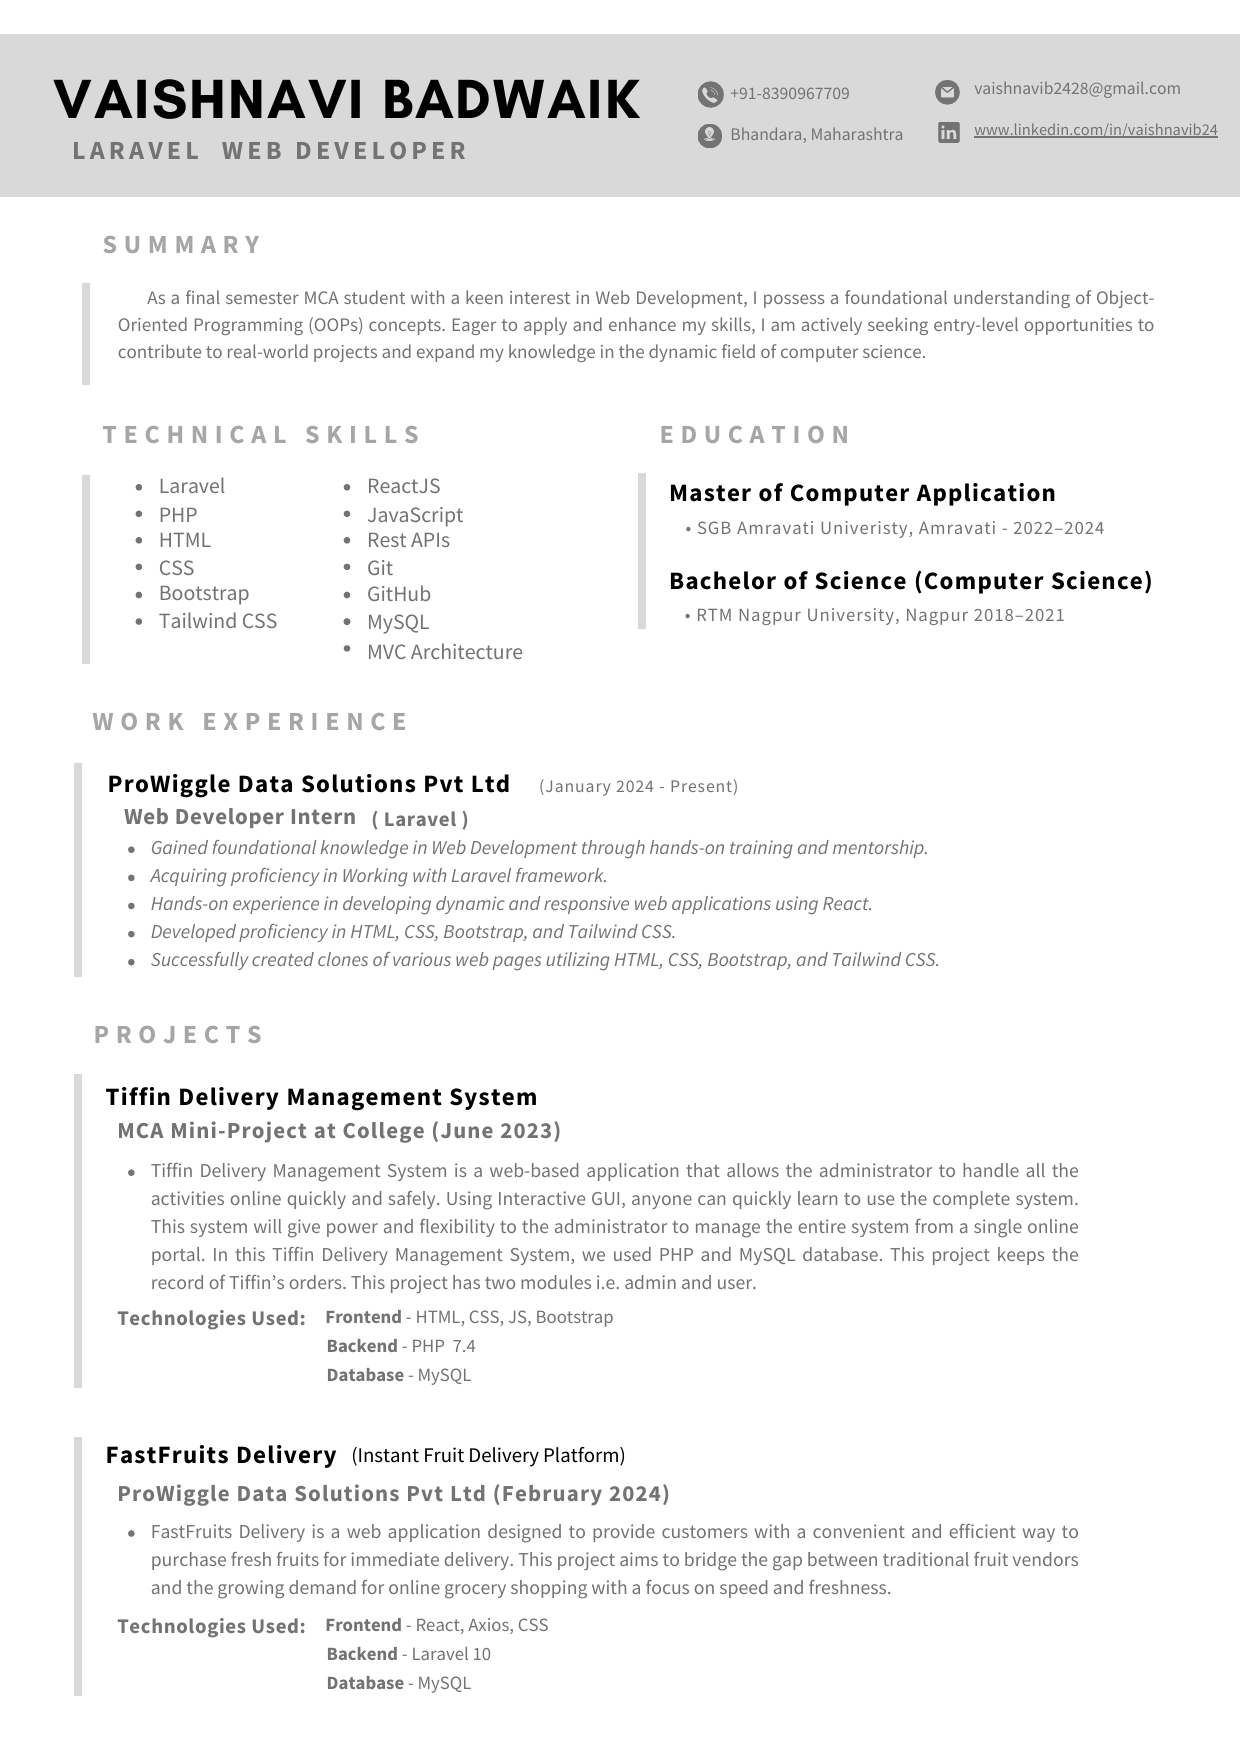 VAISHNAVI BADWAIK
LARAVEL WEB DEVELOPER
+91-8390967709
vaishnavib2428@gmail.com
Bhandara, Maharashtra
www.linkedin.com/in/vaishnavib24
SUMMARY
As a final semester MCA student with a keen interest in Web Development, I possess a foundational understanding of Object-
Oriented Programming (OOPs) concepts. Eager to apply and enhance my skills, I am actively seeking entry-level opportunities to
contribute to real-world projects and expand my knowledge in the dynamic field of computer science.
TECHNICAL SKILLS
• Laravel
• PHP
• HTML
• CSS
• Bootstrap
• Tailwind CSS
• ReactJS
• JavaScript
• Rest APIs
• Git
• GitHub
• MySQL
• MVC Architecture
EDUCATION
Master of Computer Application
• SGB Amravati Univeristy, Amravati - 2022–2024
Bachelor of Science (Computer Science)
• RTM Nagpur University, Nagpur 2018–2021
WORK EXPERIENCE
ProWiggle Data Solutions Pvt Ltd (January 2024 - Present)
Web Developer Intern ( Laravel )
• Gained foundational knowledge in Web Development through hands-on training and mentorship.
• Acquiring proficiency in Working with Laravel framework.
• Hands-on experience in developing dynamic and responsive web applications using React.
• Developed proficiency in HTML, CSS, Bootstrap, and Tailwind CSS.
• Successfully created clones of various web pages utilizing HTML, CSS, Bootstrap, and Tailwind CSS.
PROJECTS
Tiffin Delivery Management System
MCA Mini-Project at College (June 2023)
• Tiffin Delivery Management System is a web-based application that allows the administrator to handle all the
activities online quickly and safely. Using Interactive GUI, anyone can quickly learn to use the complete system.
This system will give power and flexibility to the administrator to manage the entire system from a single online
portal. In this Tiffin Delivery Management System, we used PHP and MySQL database. This project keeps the
record of Tiffin’s orders. This project has two modules i.e. admin and user.
Technologies Used: Frontend - HTML, CSS, JS, Bootstrap
Backend - PHP 7.4
Database - MySQL
FastFruits Delivery (Instant Fruit Delivery Platform)
ProWiggle Data Solutions Pvt Ltd (February 2024)
• FastFruits Delivery is a web application designed to provide customers with a convenient and efficient way to
purchase fresh fruits for immediate delivery. This project aims to bridge the gap between traditional fruit vendors
and the growing demand for online grocery shopping with a focus on speed and freshness.
Technologies Used: Frontend - React, Axios, CSS
Backend - Laravel 10
Database - MySQL